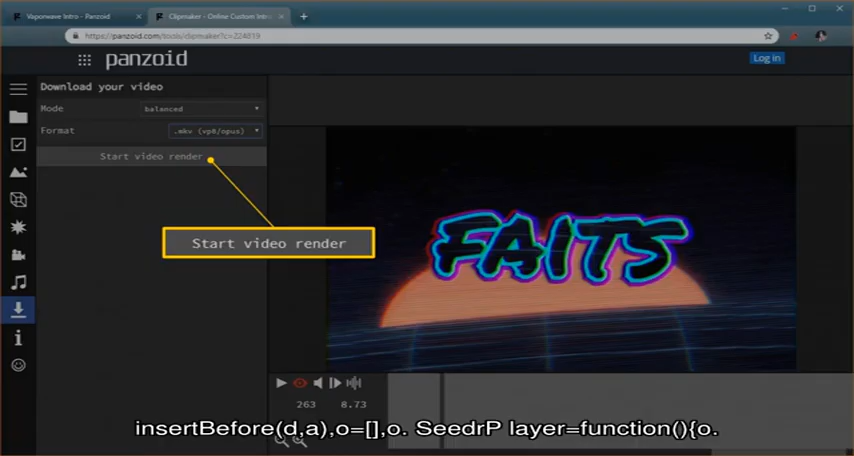 Vaporwave Intro - Panzoid
Clipmaker - Online Custom Intro
https://panzoid.com/tools/clipmaker?c=224819
panzoid
Log in
Download your video
Mode
balanced
Format
.mkv (vp8/opus)
Start video render
Start video render
FAITS
263
8.73
insertBefore(d,a),o=[],o. SeedrP layer=function(){o.